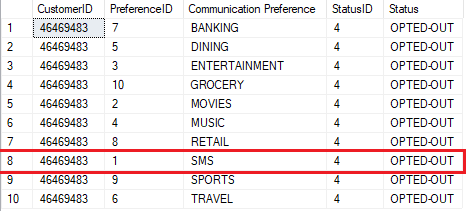 CustomerID PreferenceID Communication Preference StatusID Status
1 46469483 7 BANKING 4 OPTED-OUT
2 46469483 5 DINING 4 OPTED-OUT
3 46469483 3 ENTERTAINMENT 4 OPTED-OUT
4 46469483 10 GROCERY 4 OPTED-OUT
5 46469483 2 MOVIES 4 OPTED-OUT
6 46469483 4 MUSIC 4 OPTED-OUT
7 46469483 8 RETAIL 4 OPTED-OUT
8 46469483 1 SMS 4 OPTED-OUT
9 46469483 9 SPORTS 4 OPTED-OUT
10 46469483 6 TRAVEL 4 OPTED-OUT